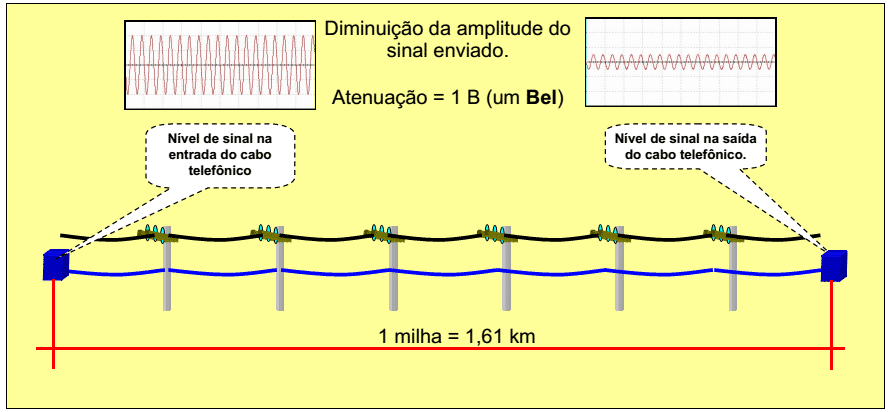 Diminuição da amplitude do
sinal enviado.
Atenuação = 1 B (um Bel)
Nível de sinal na
entrada do cabo
telefônico
Nível de sinal na saída
do cabo telefônico.
1 milha = 1,61 km